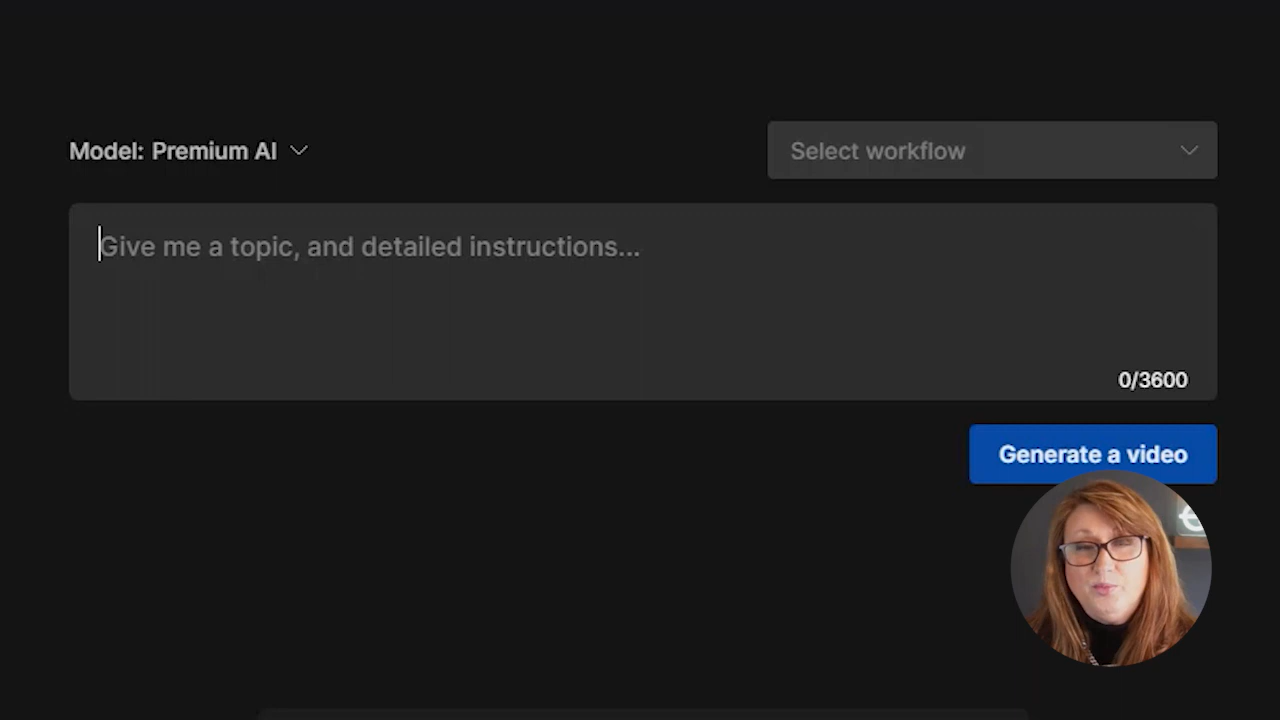 Model: Premium AI
Select workflow
Give me a topic, and detailed instructions...
0/3600
Generate a video